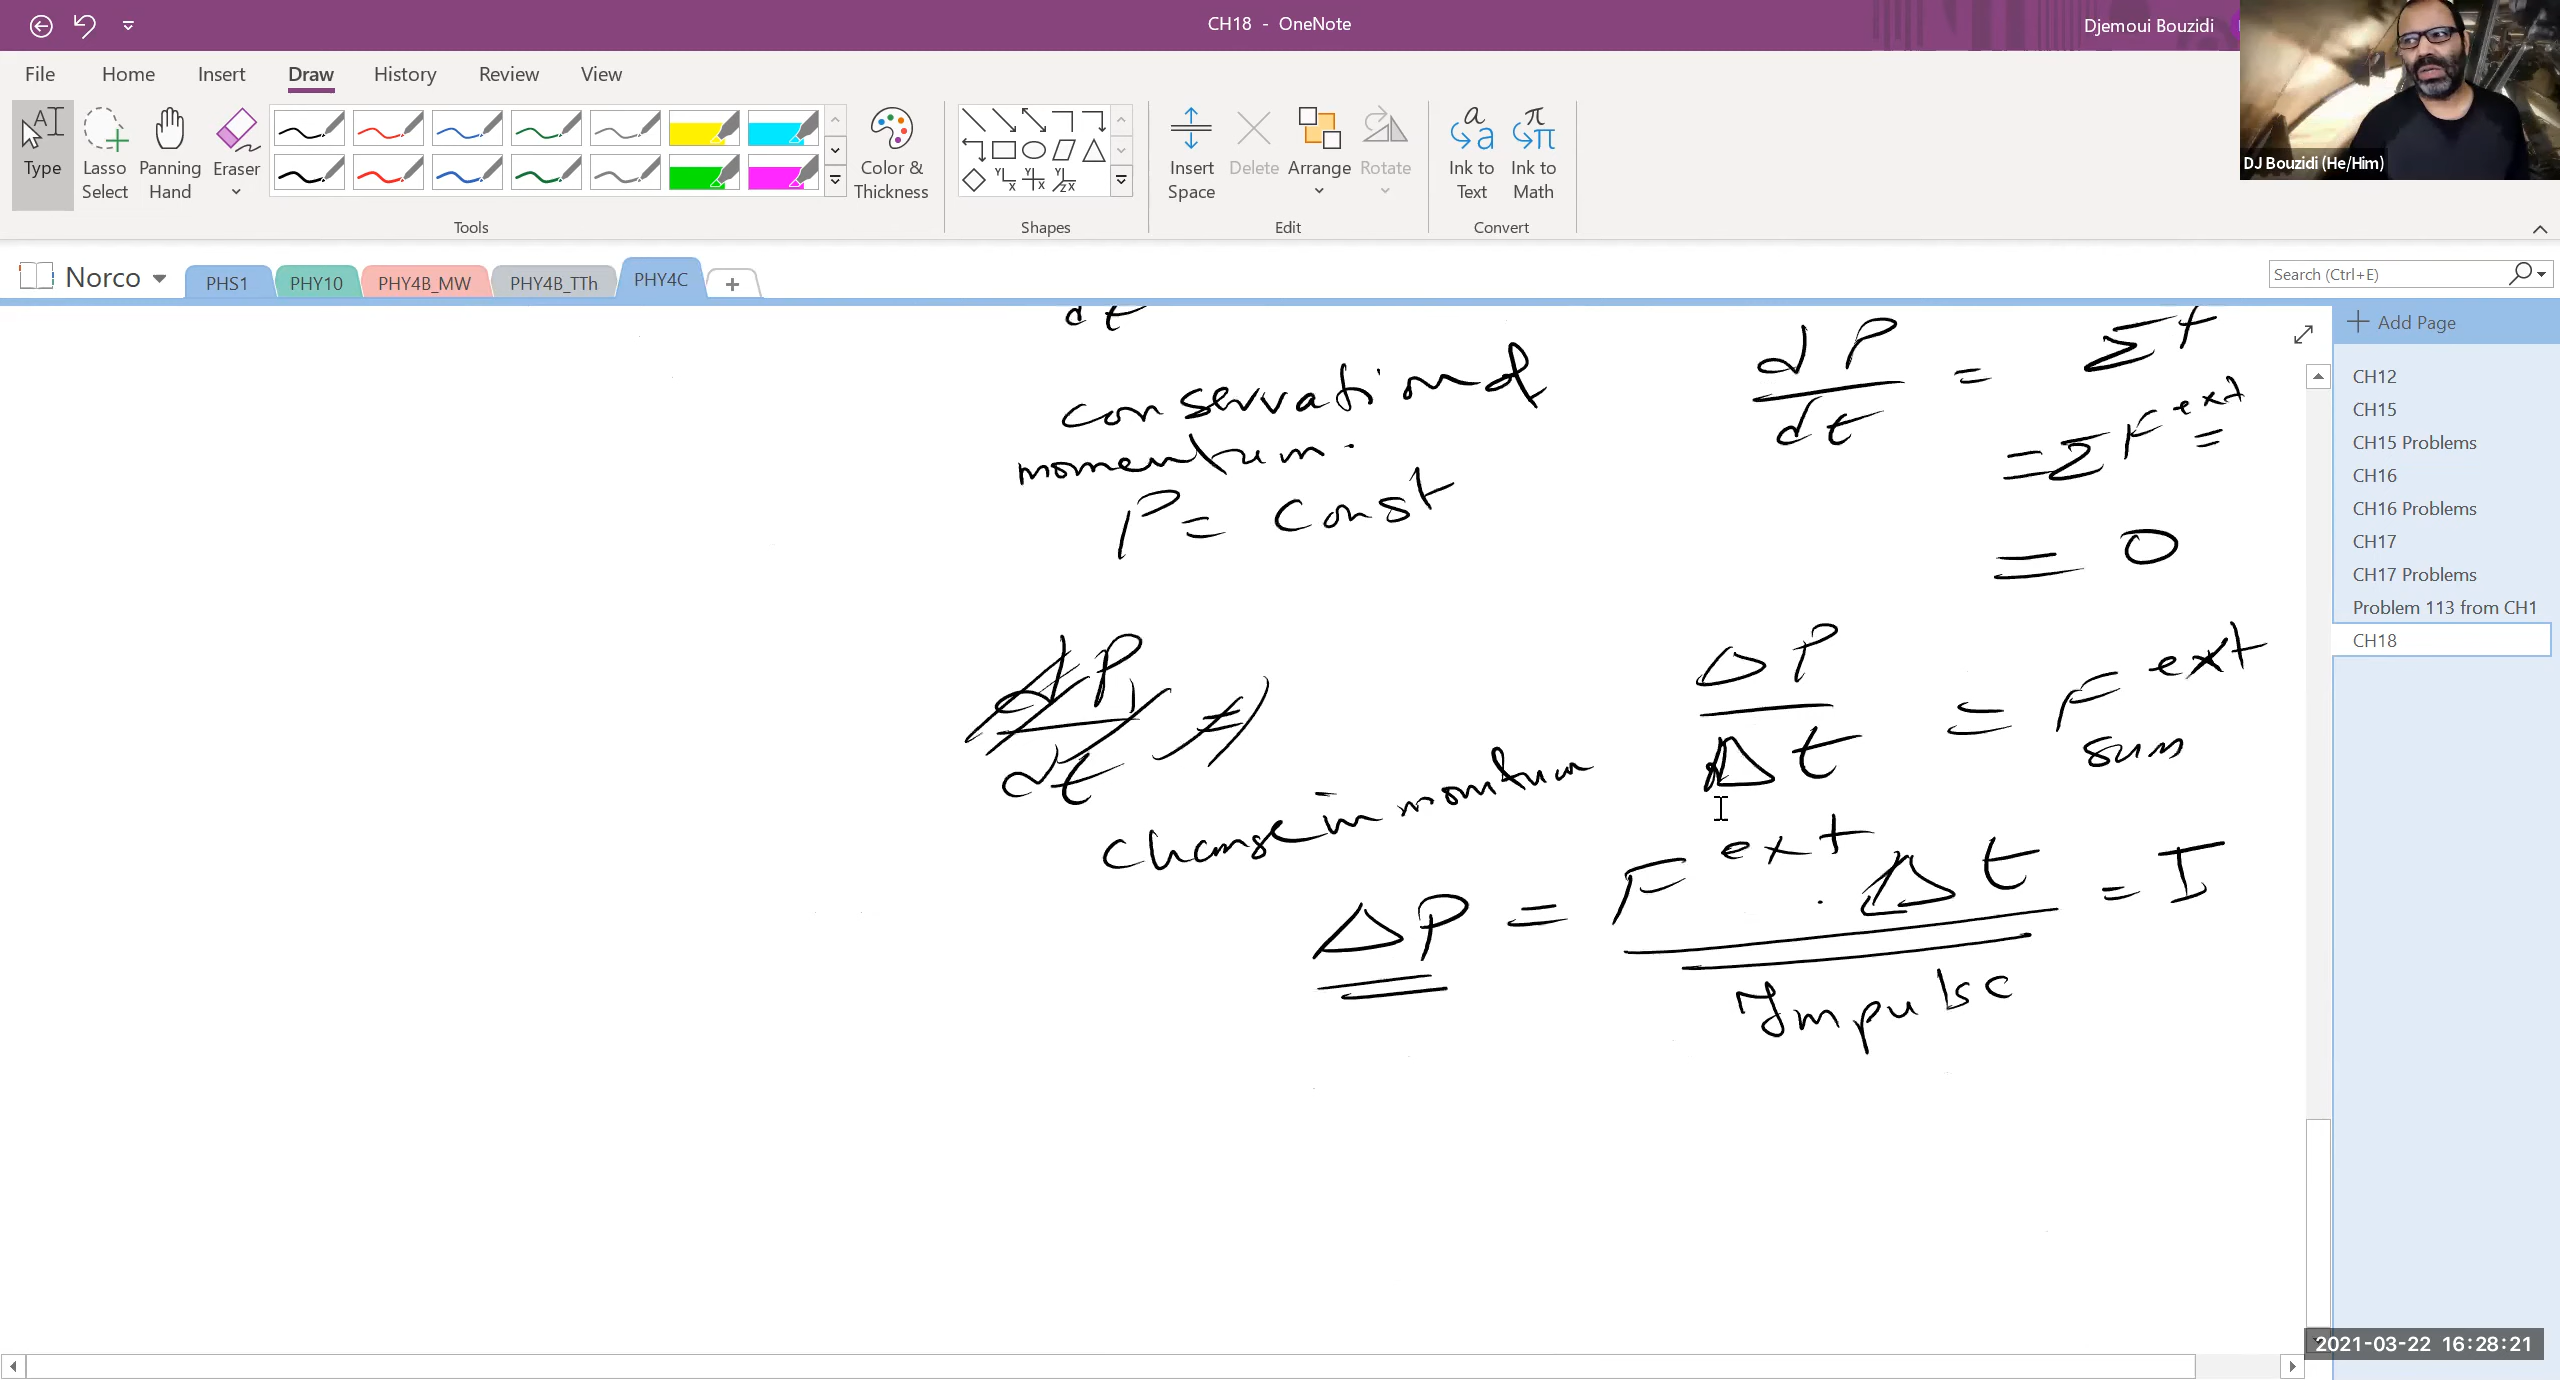 CH18 - OneNote
Djemoui Bouzidi
File Home Insert Draw History Review View
Type
Lasso Select
Panning Hand
Eraser
Color & Thickness
Insert Space
Delete
Arrange
Rotate
Ink to Text
Ink to Math
Tools
Shapes
Edit
Convert
DJ Bouzidi (He/Him)
Norco
PHS1 PHY10 PHY4B_MW PHY4B_TTh PHY4C
Search (Ctrl+E)
Add Page
CH12
CH15
CH15 Problems
CH16
CH16 Problems
CH17
CH17 Problems
Problem 113 from CH1
CH18
dt
conservation of
momentum.
P = const
dP/dt = ΣF
= ΣF^ext =
= 0
dP/dt =
ΔP/Δt = F^ext
sum
change in momentum
ΔP = F^ext . Δt = I
Impulse
2021-03-22 16:28:21